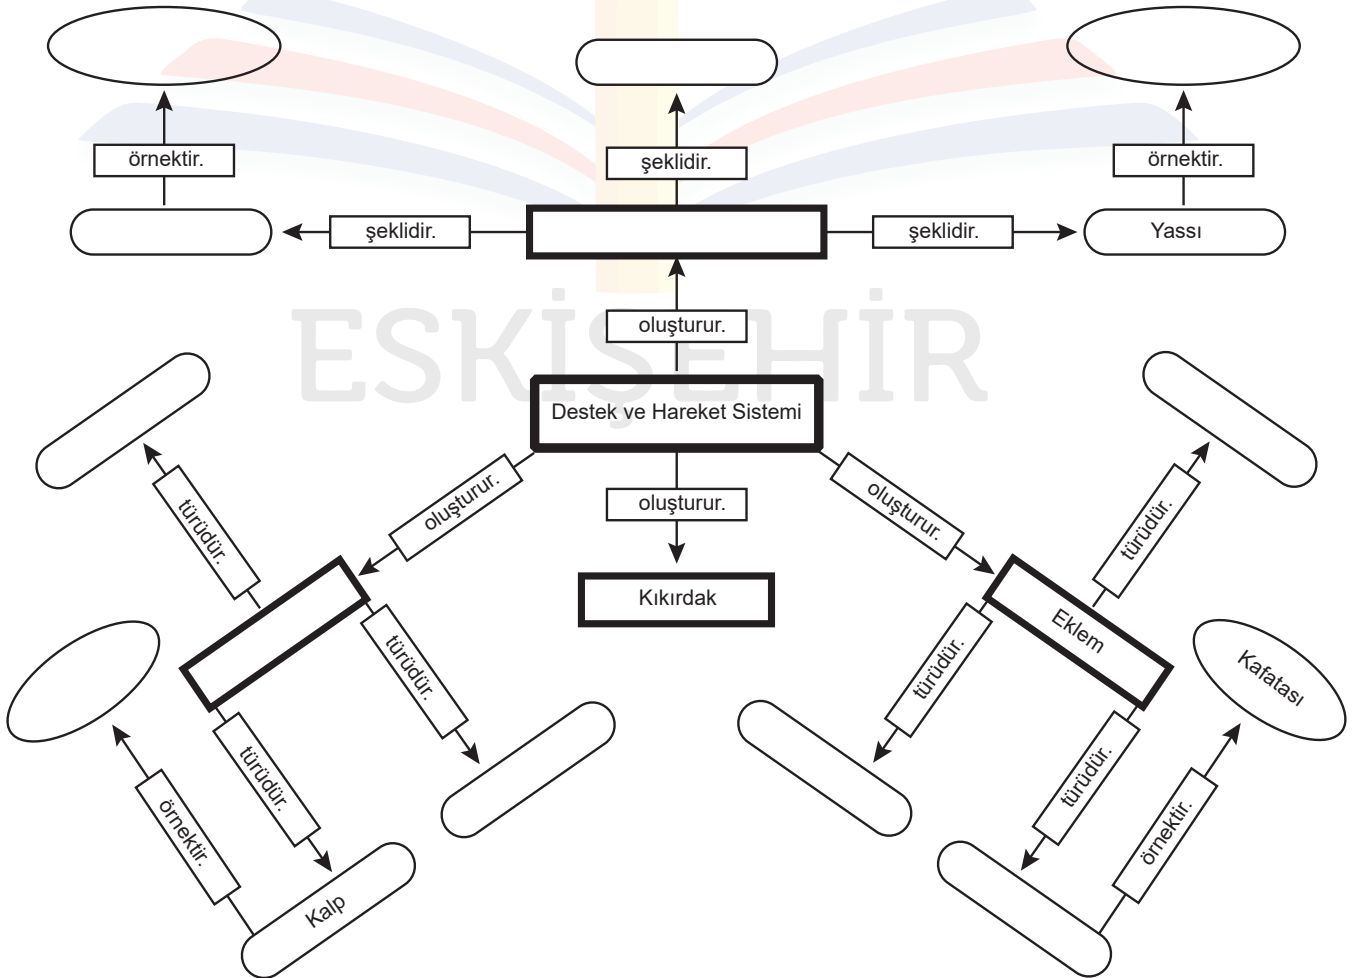 örnektir.
şeklidir.
örnektir.
şeklidir.
şeklidir.
Yassı
ESKİŞEHİR
oluşturur.
Destek ve Hareket Sistemi
oluşturur.
oluşturur.
oluşturur.
türüdür.
türüdür.
Kıkırdak
Eklem
türüdür.
türüdür.
Kafatası
türüdür.
türüdür.
örnektir.
örnektir.
Kalp